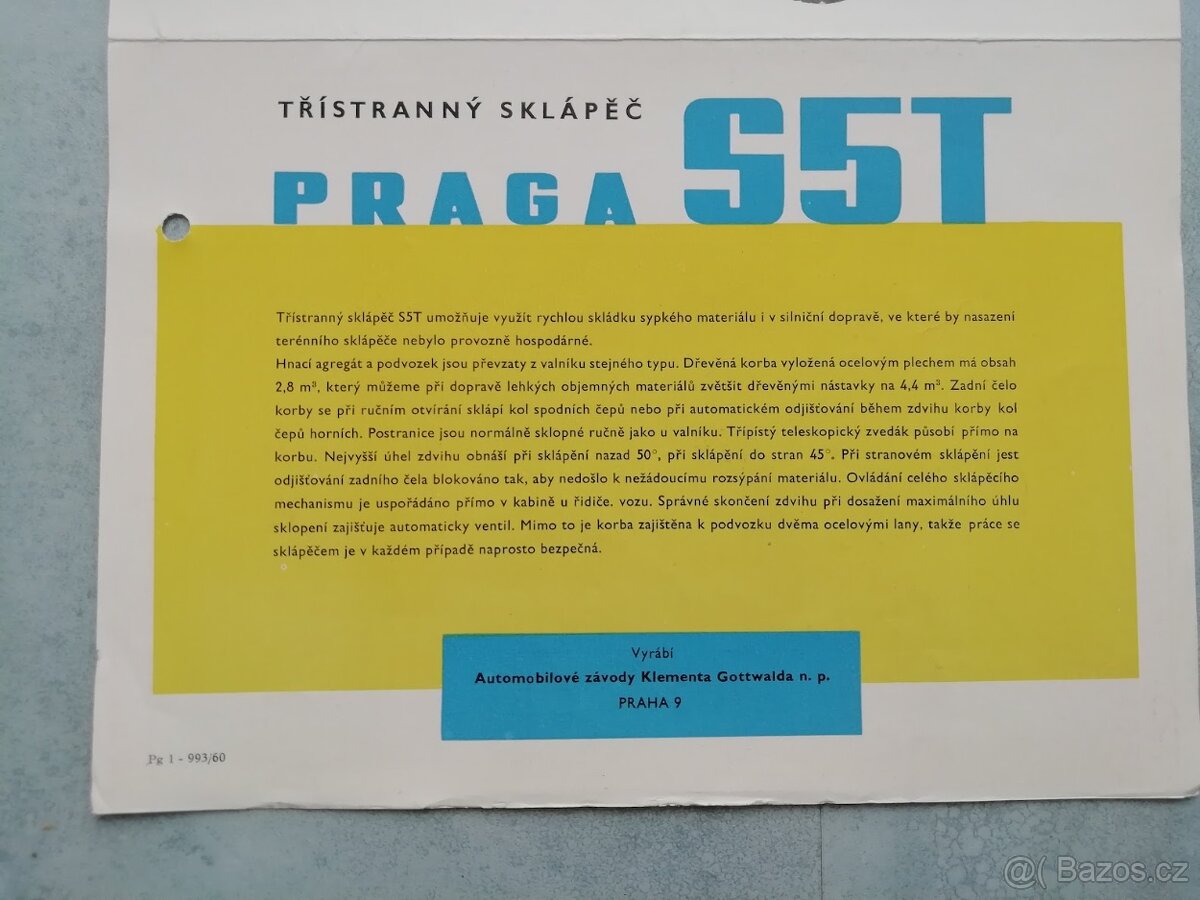 TŘÍSTRANNÝ SKLÁPĚČ
PRAGA S5T
Třístranný sklápěč S5T umožňuje využít rychlou skládku sypkého materiálu i v silniční dopravě, ve které by nasazení
terénního sklápěče nebylo provozně hospodárné.
Hnací agregát a podvozek jsou převzaty z valníku stejného typu. Dřevěná korba vyložená ocelovým plechem má obsah
2,8 m³, který můžeme při dopravě lehkých objemných materiálů zvětšit dřevěnými nástavky na 4,4 m³. Zadní čelo
korby se při ručním otvírání sklápí kol spodních čepů nebo při automatickém odjišťování během zdvihu korby kol
čepů horních. Postranice jsou normálně sklopné ručně jako u valníku. Třípístý teleskopický zvedák působí přímo na
korbu. Nejvyšší úhel zdvihu obnáší při sklápění nazad 50°, při sklápění do stran 45°. Při stranovém sklápění jest
odjišťování zadního čela blokováno tak, aby nedošlo k nežádoucímu rozsýpání materiálu. Ovládání celého sklápěcího
mechanismu je uspořádáno přímo v kabině u řidiče. vozu. Správné skončení zdvihu při dosažení maximálního úhlu
sklopení zajišťuje automaticky ventil. Mimo to je korba zajištěna k podvozku dvěma ocelovými lany, takže práce se
sklápěčem je v každém případě naprosto bezpečná.
Vyrábí
Automobilové závody Klementa Gottwalda n. p.
PRAHA 9
Pg 1 - 993/60
@( Bazos.cz